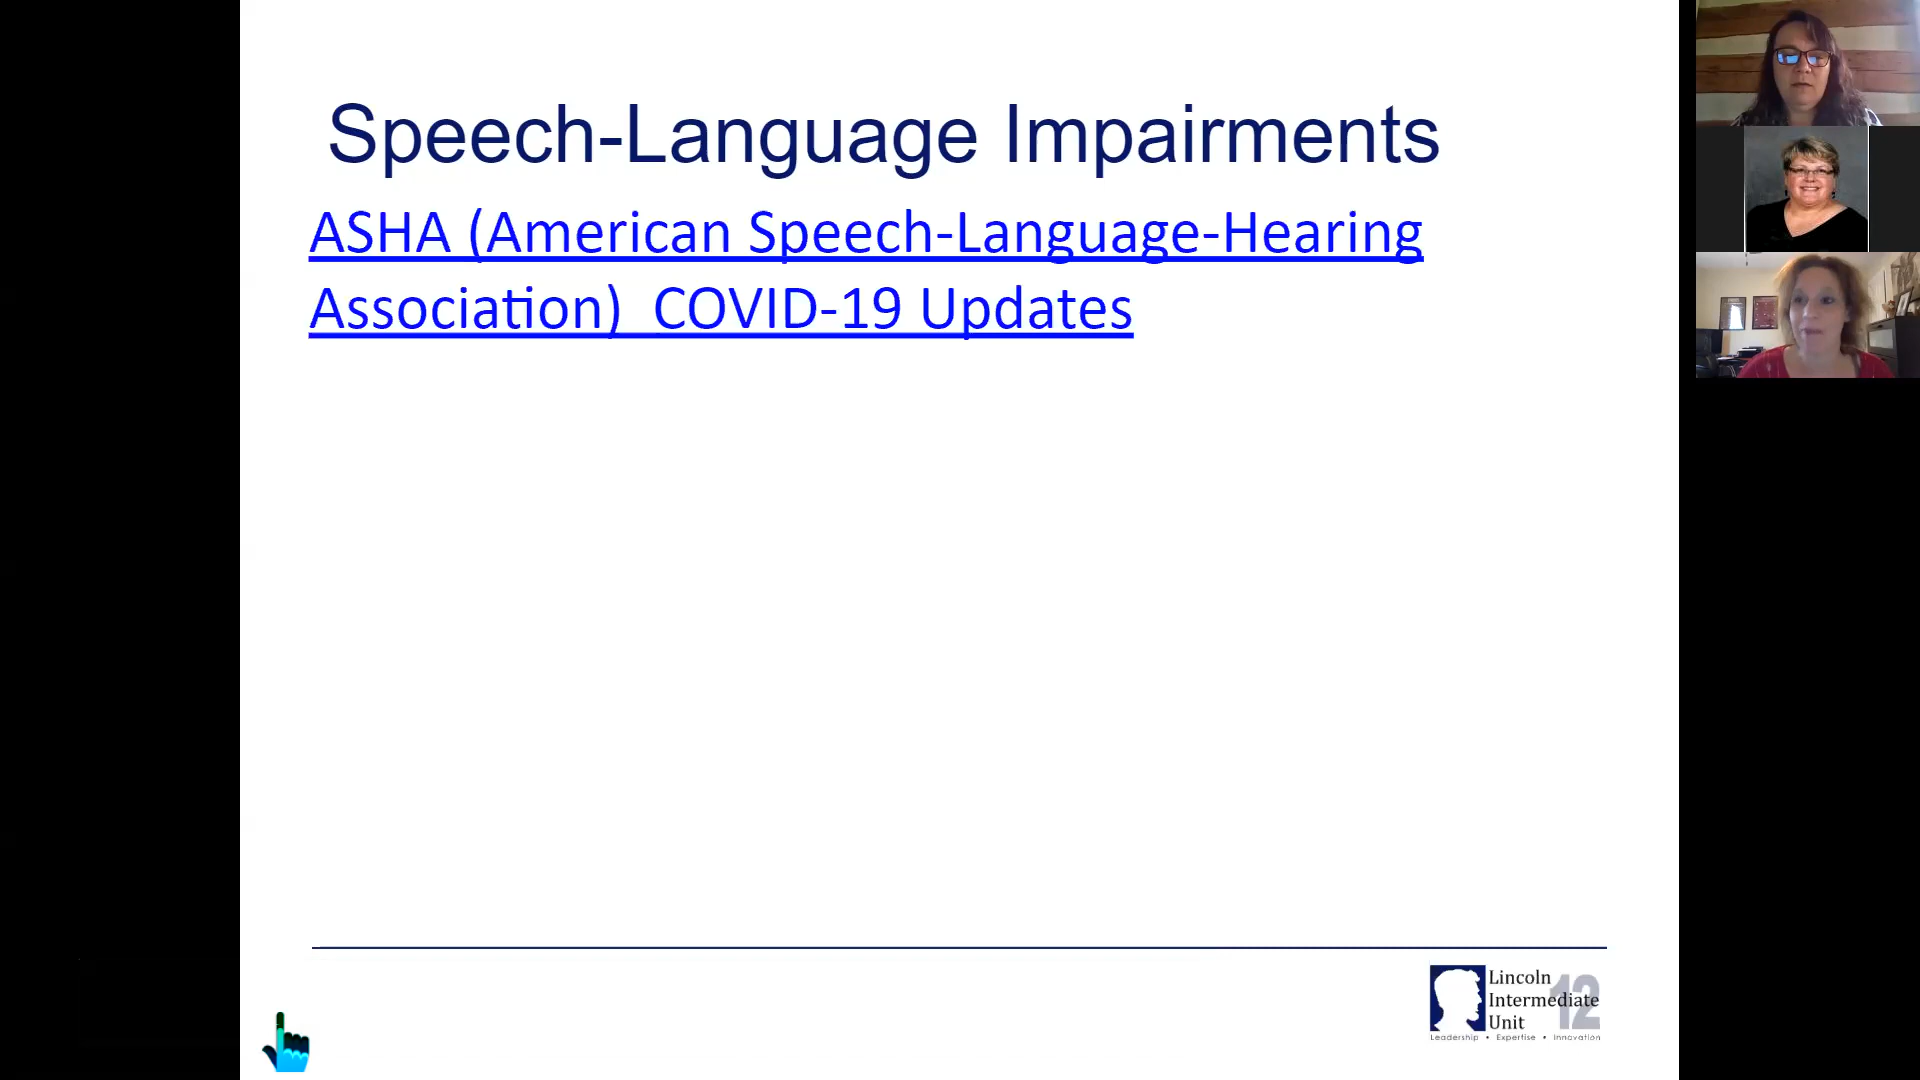 Speech-Language Impairments
ASHA (American Speech-Language-Hearing
Association)  COVID-19 Updates
Lincoln
Intermediate
Unit
12
Leadership • Expertise • Innovation